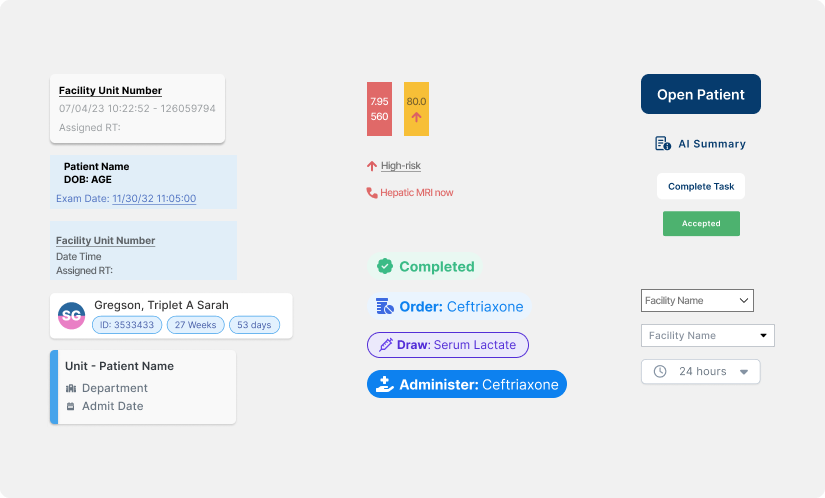 Facility Unit Number
07/04/23 10:22:52 - 126059794
Assigned RT:
Patient Name
DOB: AGE
Exam Date: 11/30/32 11:05:00
Facility Unit Number
Date Time
Assigned RT:
SG
Gregson, Triplet A Sarah
ID: 3533433 27 Weeks 53 days
Unit - Patient Name
Department
Admit Date
7.95 80.0
560
High-risk
Hepatic MRI now
Completed
Order: Ceftriaxone
Draw: Serum Lactate
Administer: Ceftriaxone
Open Patient
AI Summary
Complete Task
Accepted
Facility Name
Facility Name
24 hours